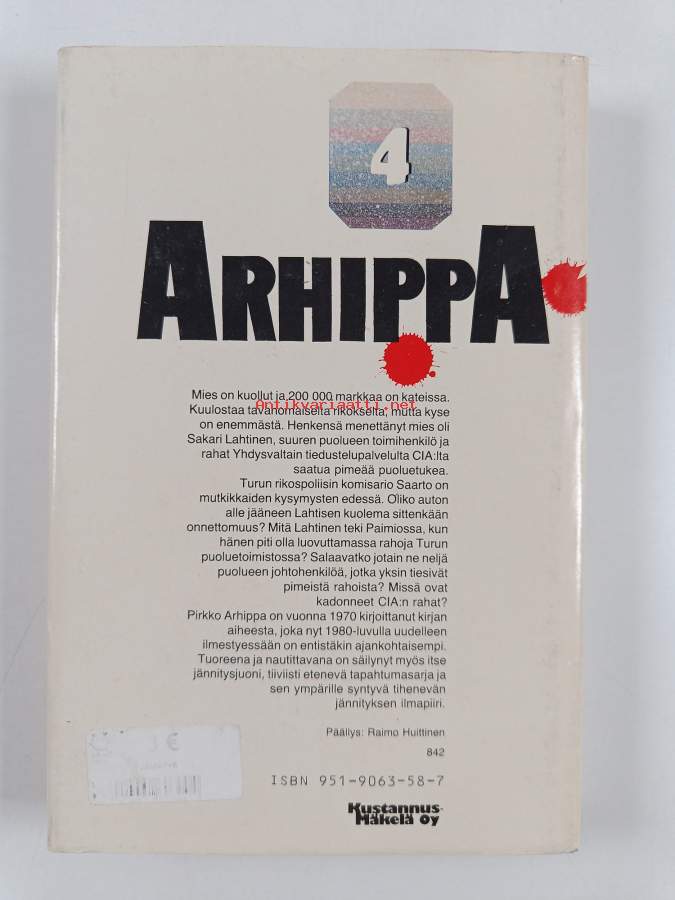 4
ARHIPPA
Mies on kuollut ja 200 000 markkaa on kateissa.
Antikvariaatti.net
Kuulostaa tavanomaiselta rikokselta, mutta kyse
on enemmästä. Henkensä menettänyt mies oli
Sakari Lahtinen, suuren puolueen toimihenkilö ja
rahat Yhdysvaltain tiedustelupalvelulta CIA:lta
saatua pimeää puoluetukea.
Turun rikospoliisin komisario Saarto on
mutkikkaiden kysymysten edessä. Oliko auton
alle jääneen Lahtisen kuolema sittenkään
onnettomuus? Mitä Lahtinen teki Paimiossa, kun
hänen piti olla luovuttamassa rahoja Turun
puoluetoimistossa? Salaavatko jotain ne neljä
puolueen johtohenkilöä, jotka yksin tiesivät
pimeistä rahoista? Missä ovat
kadonneet CIA:n rahat?
Pirkko Arhippa on vuonna 1970 kirjoittanut kirjan
aiheesta, joka nyt 1980-luvulla uudelleen
ilmestyessään on entistäkin ajankohtaisempi.
Tuoreena ja nautittavana on säilynyt myös itse
jännitysjuoni, tiiviisti etenevä tapahtumasarja ja
sen ympärille syntyvä tihenevän
jännityksen ilmapiiri.
Päällys: Raimo Huittinen
842
ISBN 951-9063-58-7
Kustannus-
Mäkelä Oy
€